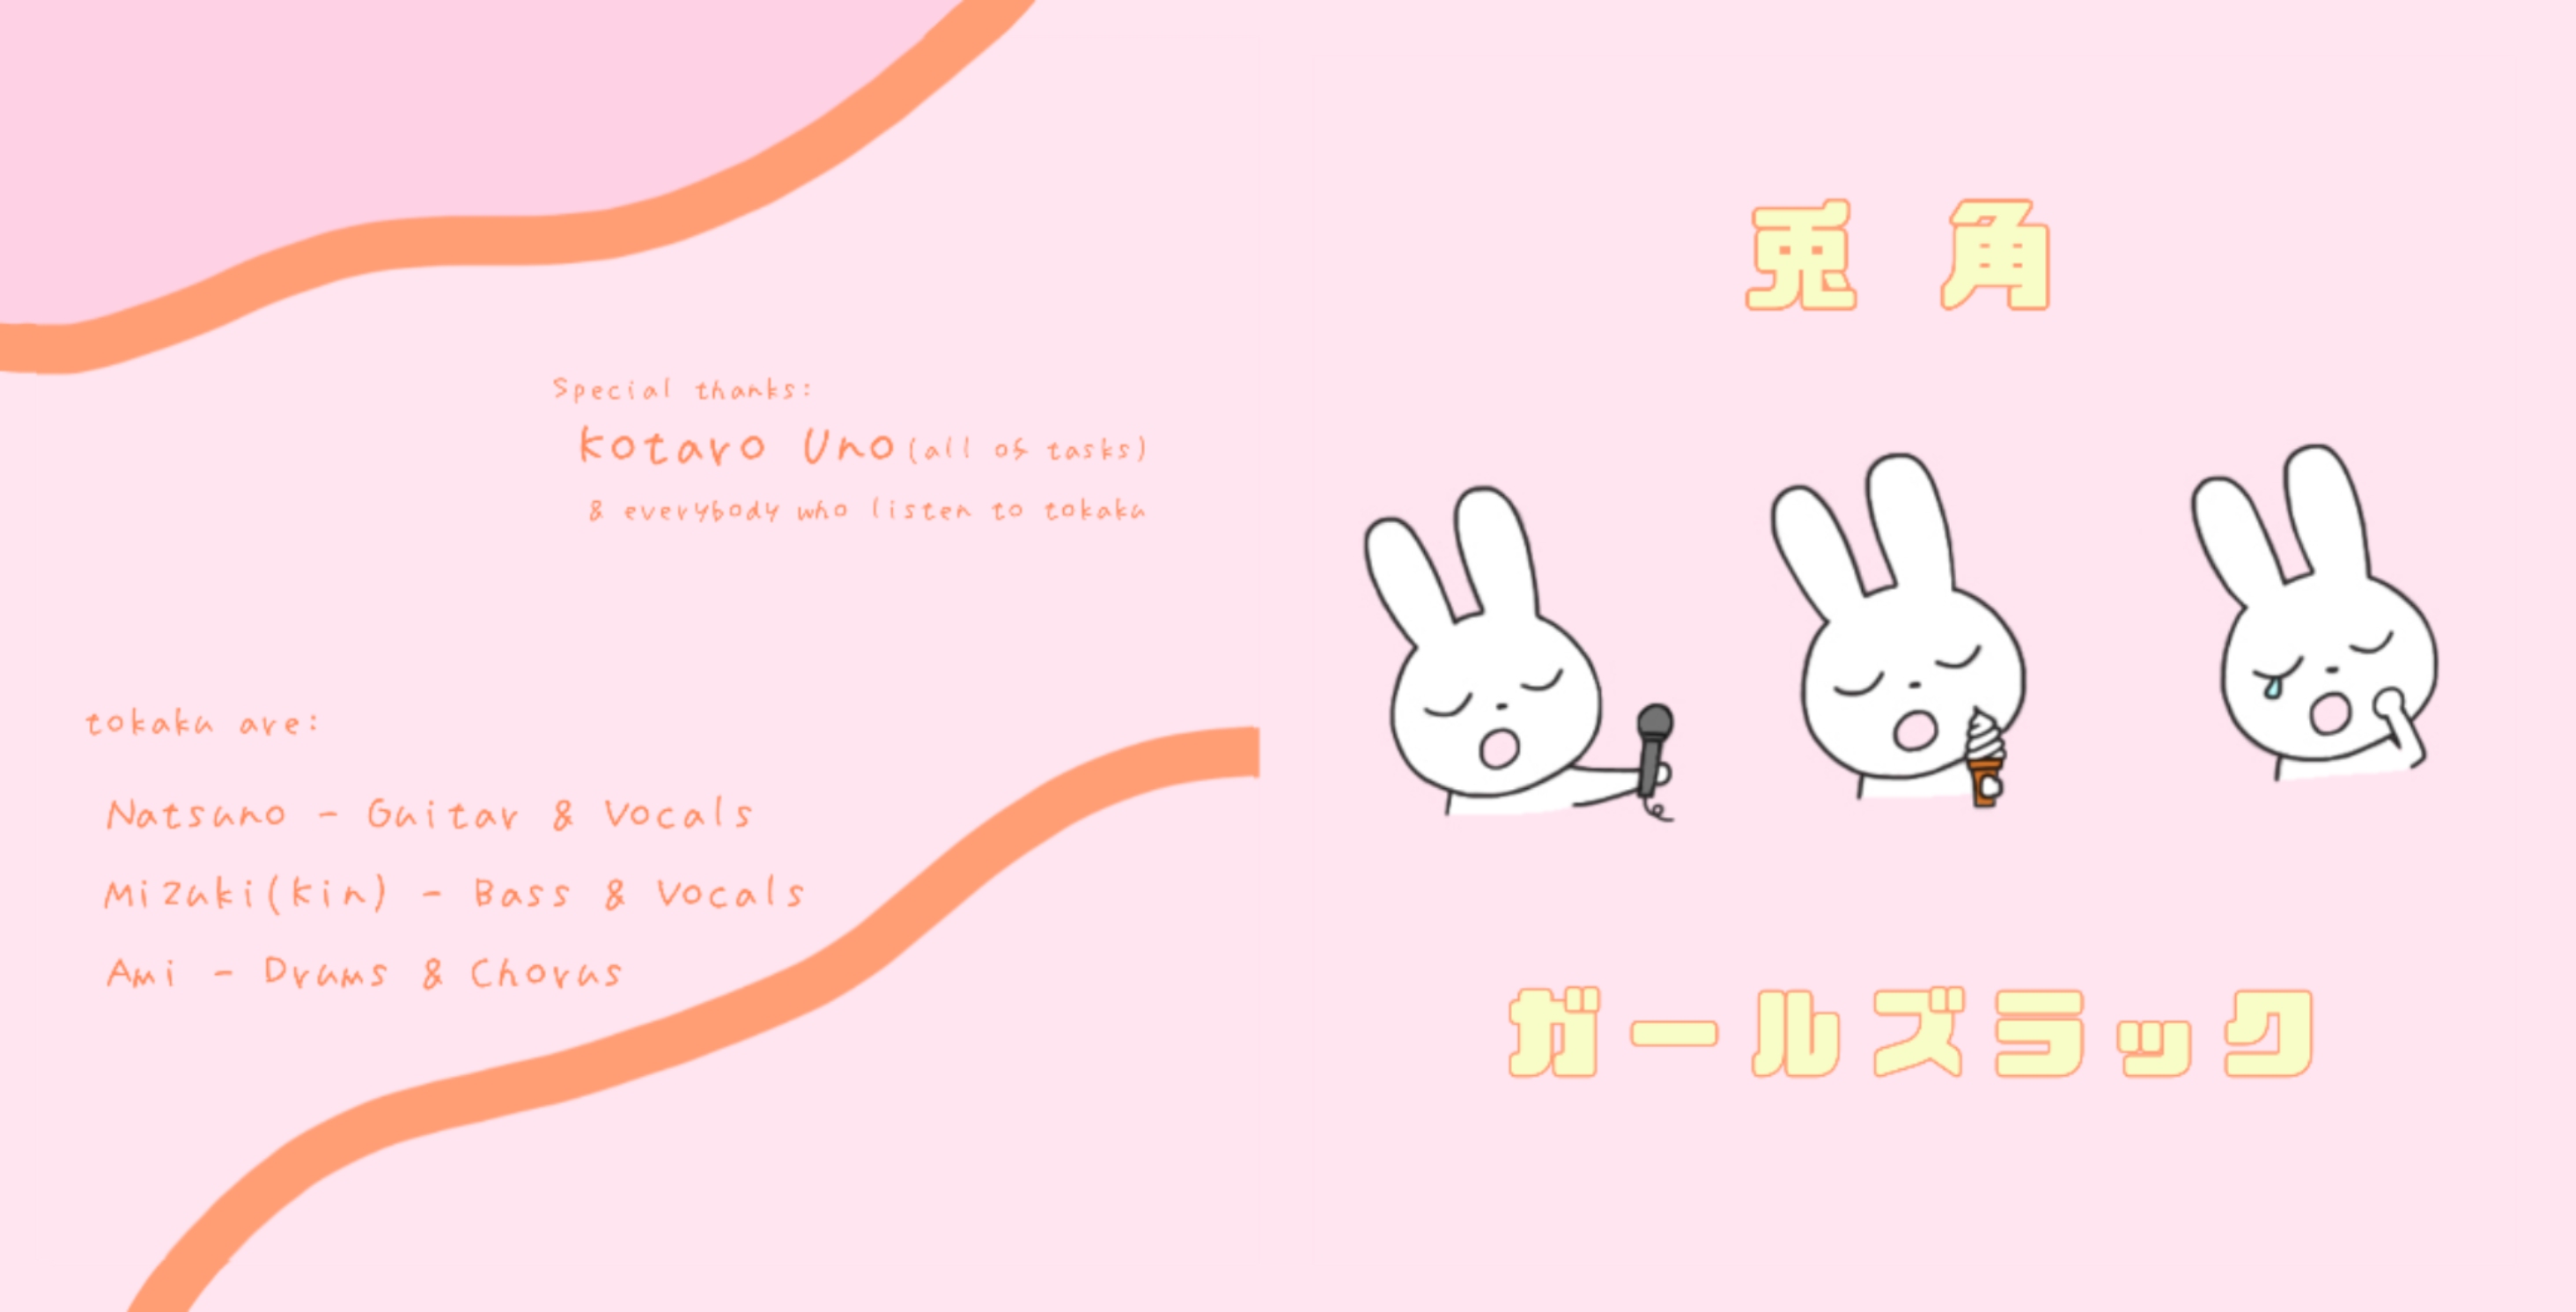 Special thanks:
Kotaro Uno(all of tasks)
& everybody who listen to tokaku
tokaku are:
Natsuno - Guitar & Vocals
Mizuki(kin) - Bass & Vocals
Ami - Drums & Chorus
兎角
ガールズラック